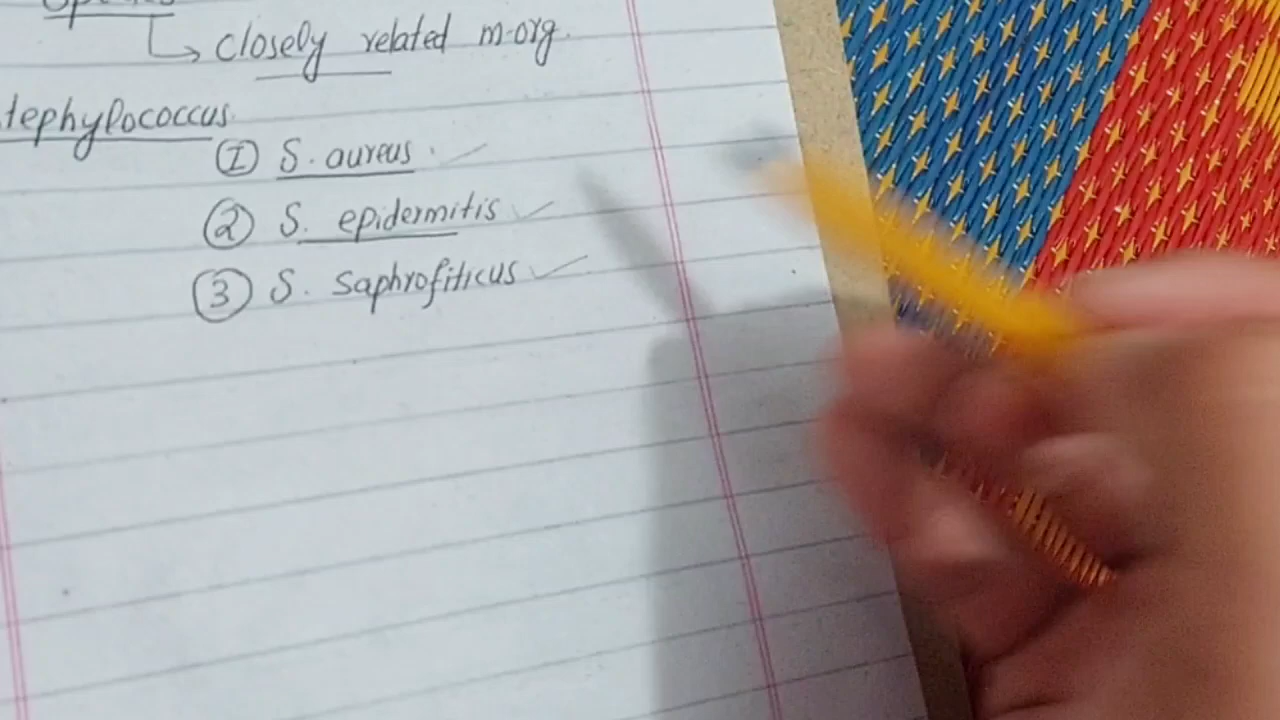 ↳ closely related m.org.
tephylococcus
① S. aureus.
② S. epidermitis
③ S. saphrofiticus